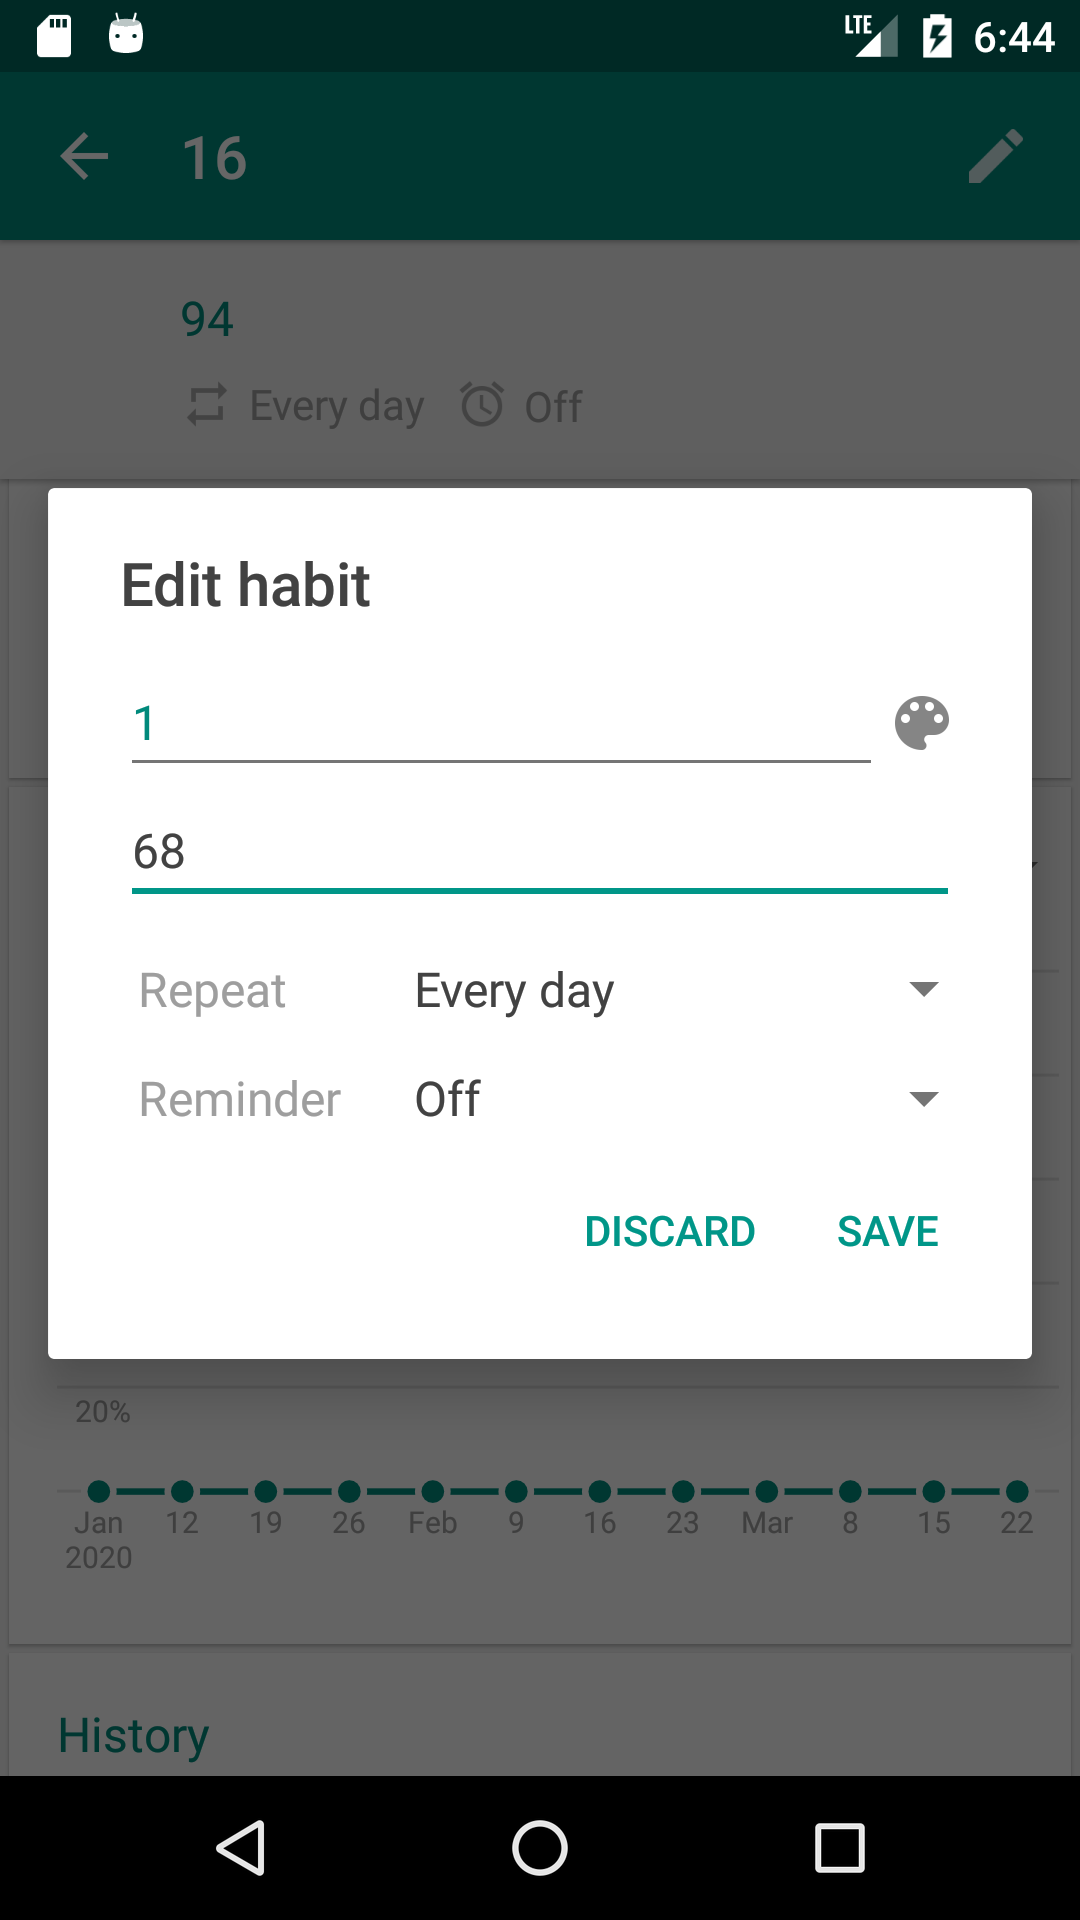 LTE 6:44
16
94
Every day Off
Edit habit
1
68
Repeat Every day
Reminder Off
DISCARD SAVE
20%
Jan 12 19 26 Feb 9 16 23 Mar 8 15 22
2020
History